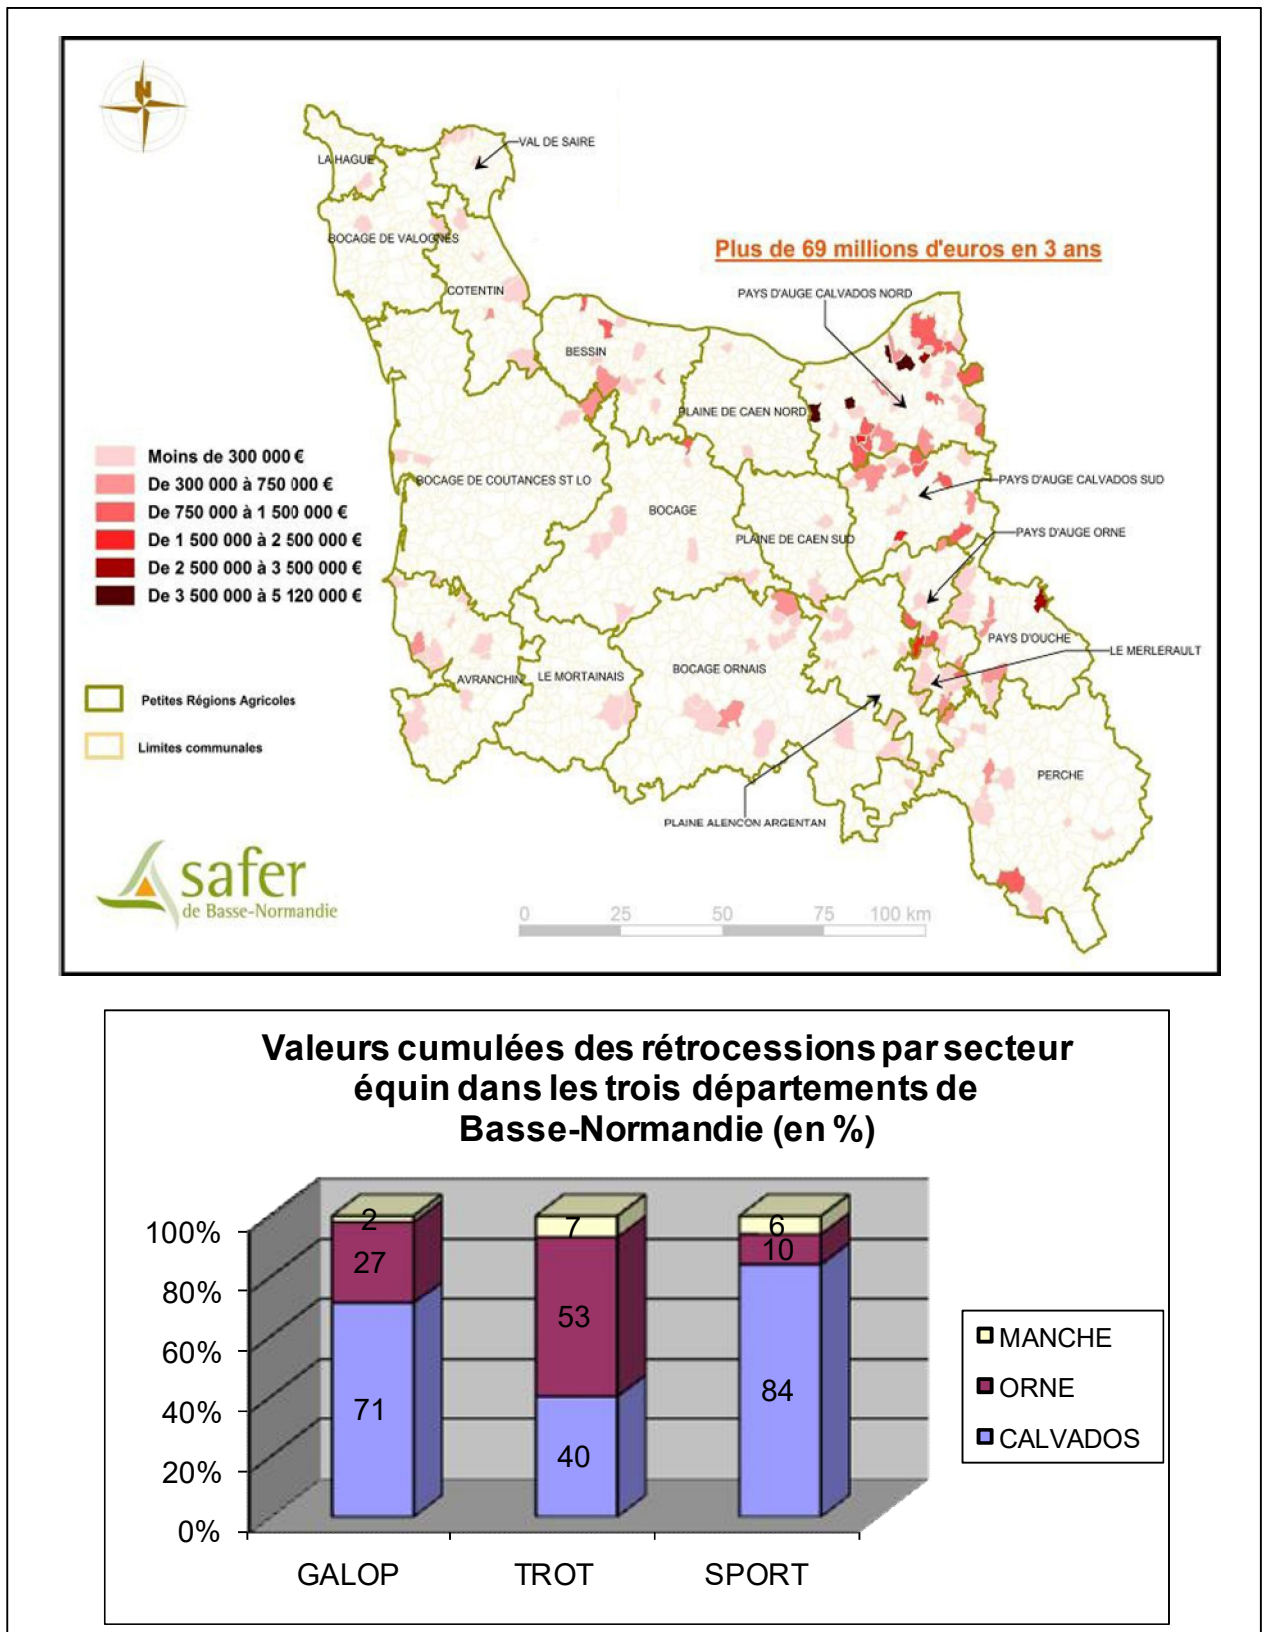 N
VAL DE SAIRE
LA HAGUE
BOCAGE DE VALOGNES
Plus de 69 millions d'euros en 3 ans
COTENTIN
PAYS D'AUGE CALVADOS NORD
BESSIN
PLAINE DE CAEN NORD
Moins de 300 000 €
De 300 000 à 750 000 €
De 750 000 à 1 500 000 €
De 1 500 000 à 2 500 000 €
De 2 500 000 à 3 500 000 €
De 3 500 000 à 5 120 000 €
BOCAGE DE COUTANCES ST LO
PAYS D'AUGE CALVADOS SUD
BOCAGE
PAYS D'AUGE ORNE
PLAINE DE CAEN SUD
PAYS D'OUCHE
LE MERLERAULT
BOCAGE ORNAIS
AVRANCHIN
LE MORTAINAIS
Petites Régions Agricoles
Limites communales
PERCHE
PLAINE ALENCON ARGENTAN
safer
de Basse-Normandie
0 25 50 75 100 km
Valeurs cumulées des rétrocessions par secteur
équin dans les trois départements de
Basse-Normandie (en %)
100%
80%
60%
40%
20%
0%
2
27
71
7
53
40
6
10
84
GALOP
TROT
SPORT
MANCHE
ORNE
CALVADOS